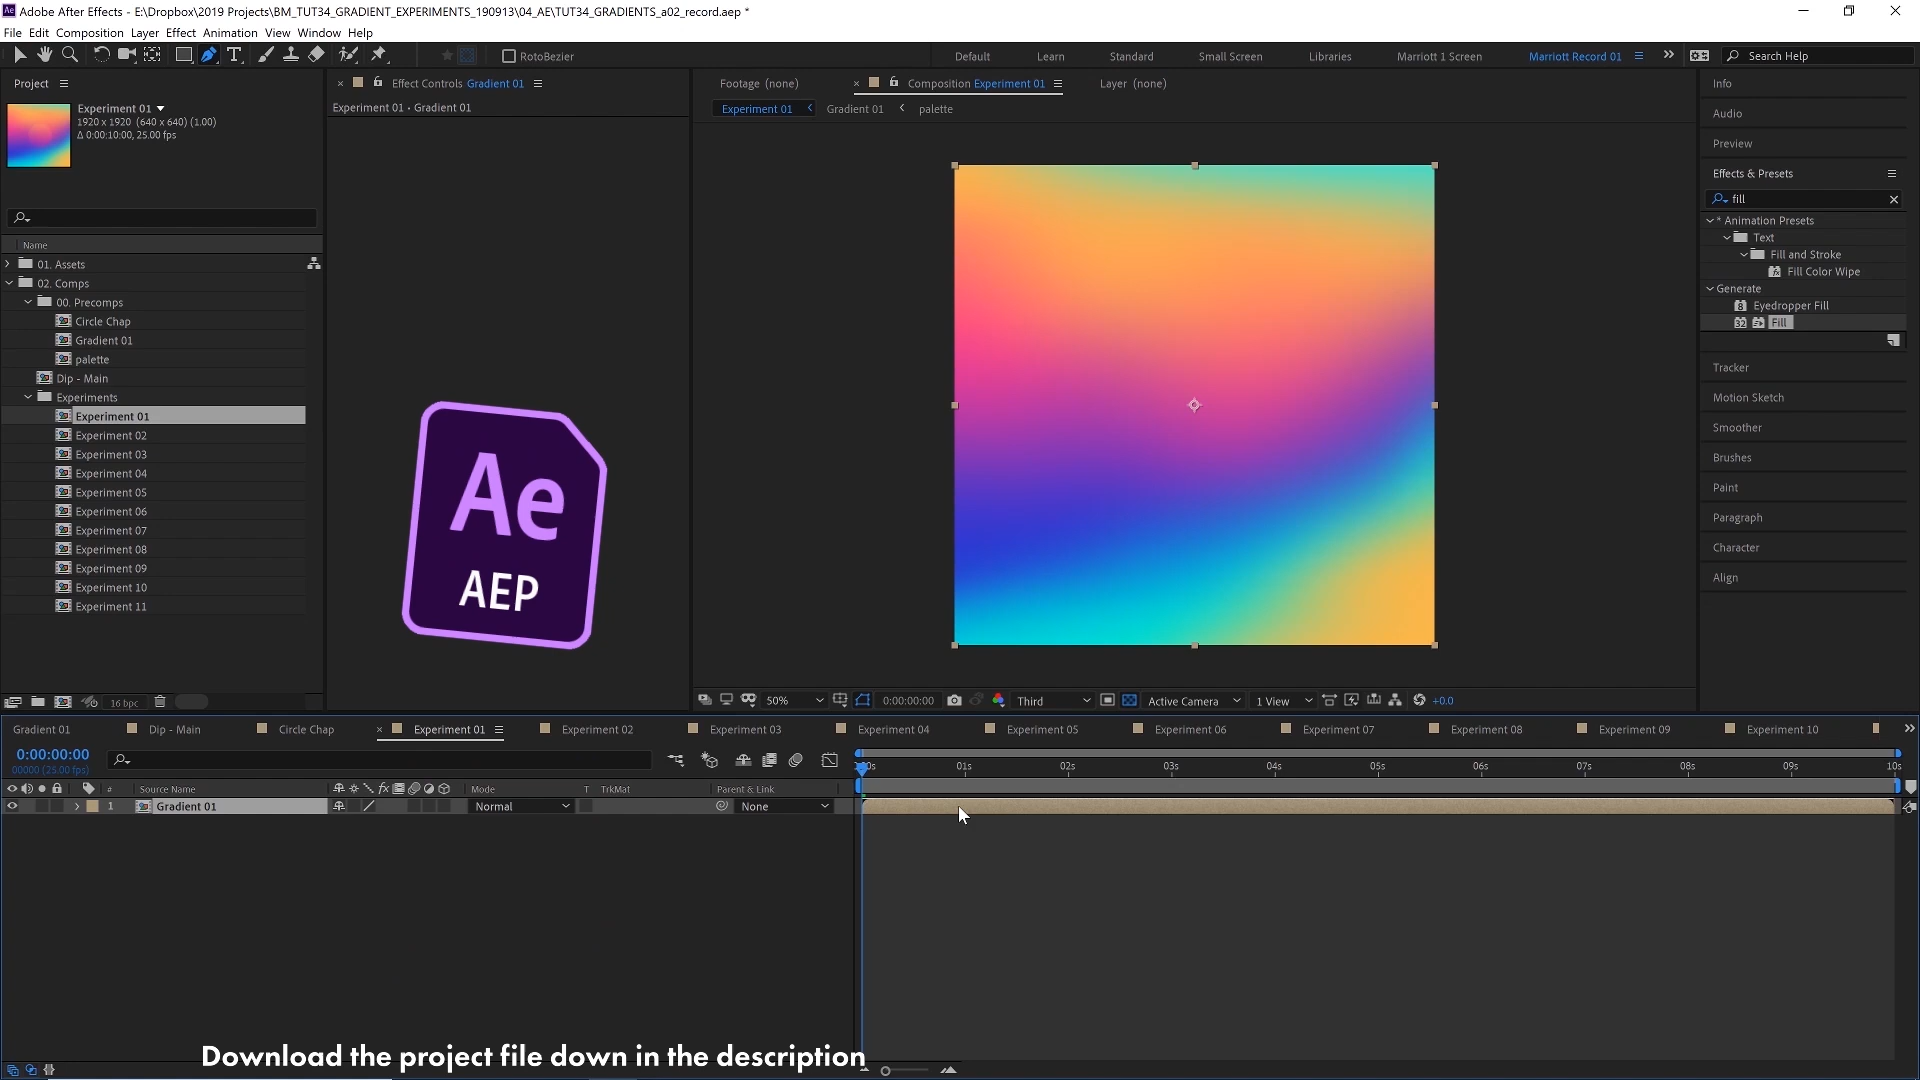 Adobe After Effects - E:\Dropbox\2019 Projects\BM_TUT34_GRADIENT_EXPERIMENTS_190913\04_AE\TUT34_GRADIENTS_a02_record.aep *
File Edit Composition Layer Effect Animation View Window Help
RotoBezier
Default Learn Standard Small Screen Libraries Marriott 1 Screen Marriott Record 01 Search Help
Project
Experiment 01
1920 x 1920 (640 x 640) (1.00)
Δ 0:00:10:00, 25.00 fps
Name
01. Assets
02. Comps
00. Precomps
Circle Chap
Gradient 01
palette
Dip - Main
Experiments
Experiment 01
Experiment 02
Experiment 03
Experiment 04
Experiment 05
Experiment 06
Experiment 07
Experiment 08
Experiment 09
Experiment 10
Experiment 11
16 bpc
Effect Controls Gradient 01
Experiment 01 • Gradient 01
Ae
AEP
Footage (none) Composition Experiment 01 Layer (none)
Experiment 01 Gradient 01 palette
50% 0:00:00:00 Third Active Camera 1 View +0.0
Info
Audio
Preview
Effects & Presets
fill
* Animation Presets
Text
Fill and Stroke
Fill Color Wipe
Generate
Eyedropper Fill
32 Fill
Tracker
Motion Sketch
Smoother
Brushes
Paint
Paragraph
Character
Align
Gradient 01 Dip - Main Circle Chap Experiment 01 Experiment 02 Experiment 03 Experiment 04 Experiment 05 Experiment 06 Experiment 07 Experiment 08 Experiment 09 Experiment 10
0:00:00:00
00000 (25.00 fps)
01s 02s 03s 04s 05s 06s 07s 08s 09s 10s
# Source Name fx Mode T TrkMat Parent & Link
1 Gradient 01 Normal None
Download the project file down in the description